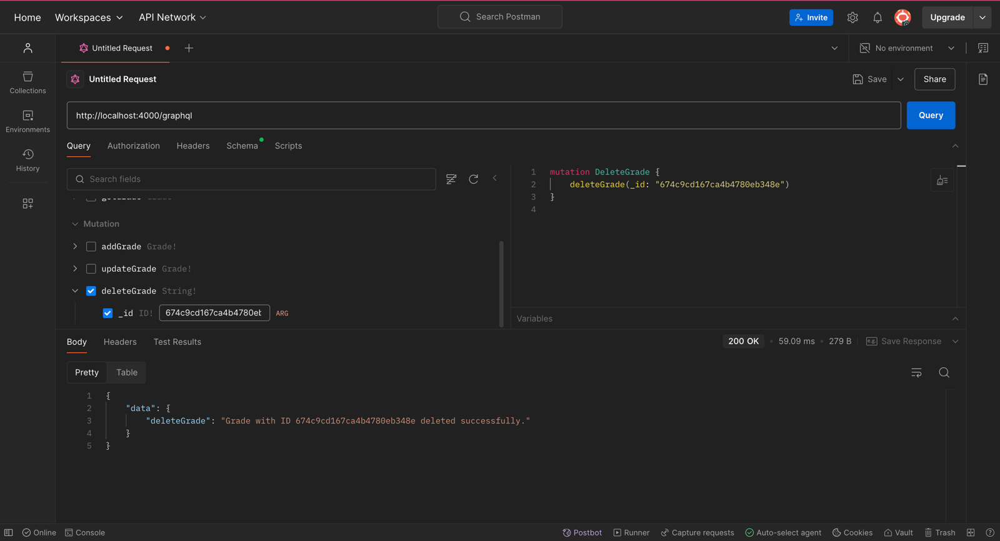 Home Workspaces API Network Search Postman Invite Upgrade
Untitled Request No environment
Untitled Request Save Share
Collections
Environments
History
http://localhost:4000/graphql Query
Query Authorization Headers Schema Scripts
Search fields
Mutation
addGrade Grade!
updateGrade Grade!
deleteGrade String!
_id ID! 674c9cd167ca4b4780eb ARG
1 mutation DeleteGrade {
2 deleteGrade(_id: "674c9cd167ca4b4780eb348e")
3 }
4
Variables
Body Headers Test Results 200 OK • 59.09 ms • 279 B e.g. Save Response
Pretty Table
1 {
2 "data": {
3 "deleteGrade": "Grade with ID 674c9cd167ca4b4780eb348e deleted successfully."
4 }
5 }
Online Console Postbot Runner Capture requests Auto-select agent Cookies Vault Trash